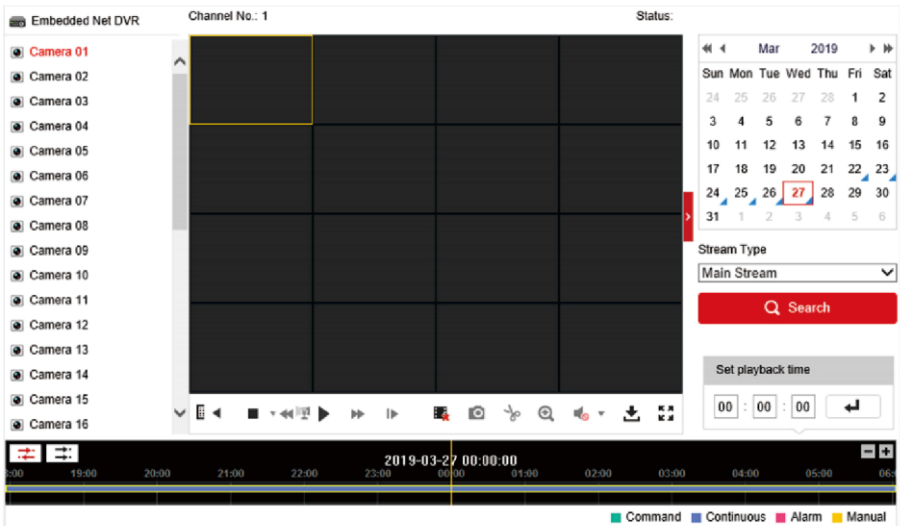 Embedded Net DVR
Channel No.: 1
Status:
Camera 01
Camera 02
Camera 03
Camera 04
Camera 05
Camera 06
Camera 07
Camera 08
Camera 09
Camera 10
Camera 11
Camera 12
Camera 13
Camera 14
Camera 15
Camera 16
Mar 2019
Sun Mon Tue Wed Thu Fri Sat
24 25 26 27 28 1 2
3 4 5 6 7 8 9
10 11 12 13 14 15 16
17 18 19 20 21 22 23
24 25 26 27 28 29 30
31 1 2 3 4 5 6
Stream Type
Main Stream
Search
Set playback time
00 : 00 : 00
2019-03-27 00:00:00
:00 19:00 20:00 21:00 22:00 23:00 00:00 01:00 02:00 03:00 04:00 05:00 06:
Command Continuous Alarm Manual